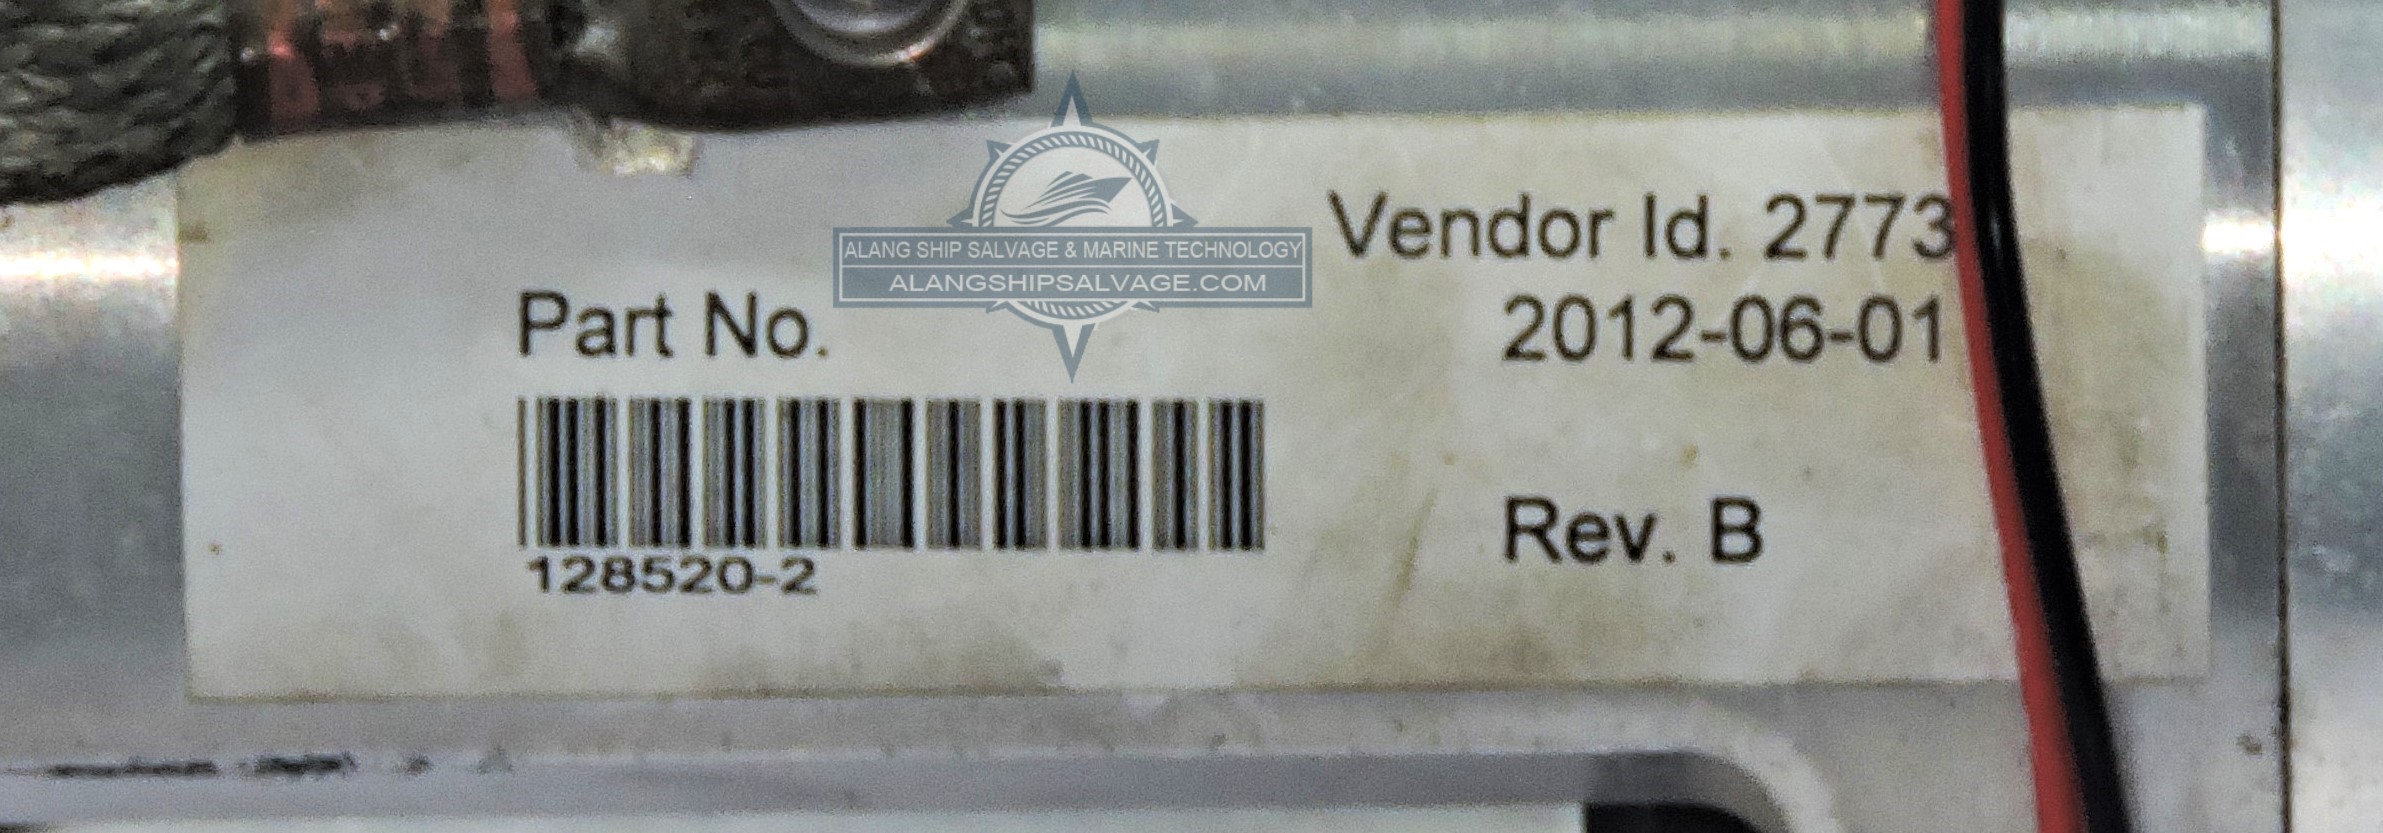 ALANG SHIP SALVAGE & MARINE TECHNOLOGY
ALANGSHIPSALVAGE.COM
Vendor Id. 2773
2012-06-01
Part No.
128520-2
Rev. B